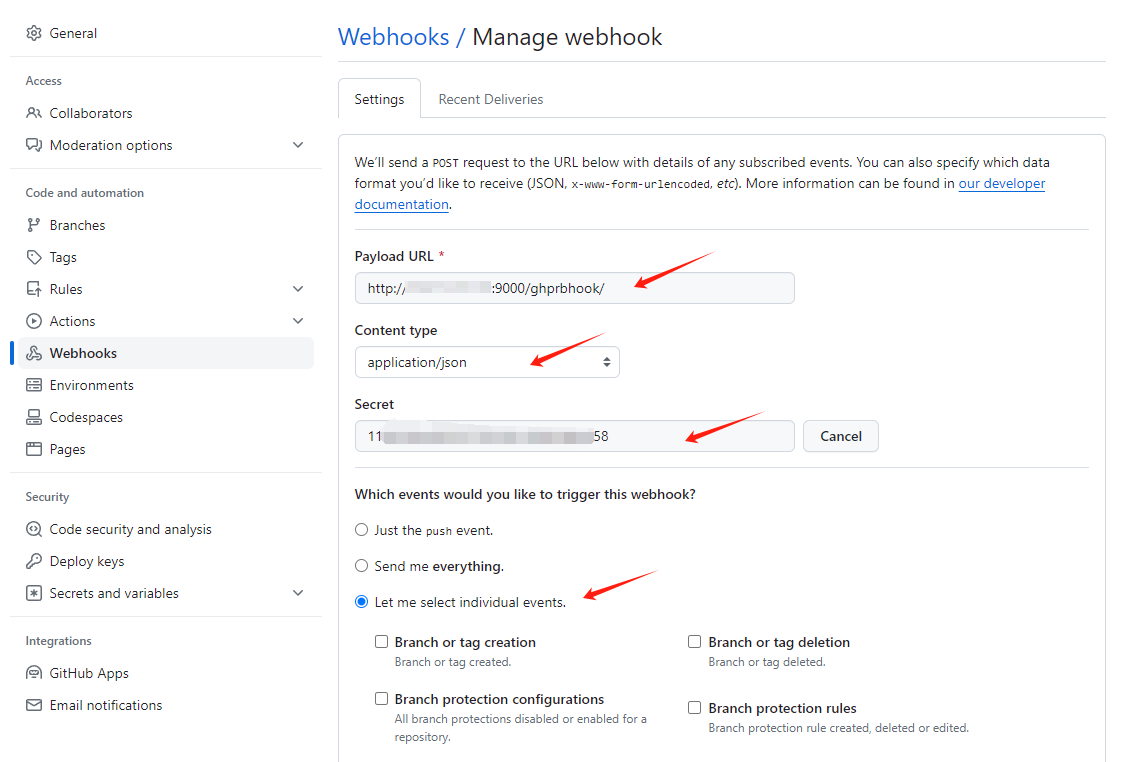 General
Access
Collaborators
Moderation options
Code and automation
Branches
Tags
Rules
Actions
Webhooks
Environments
Codespaces
Pages
Security
Code security and analysis
Deploy keys
Secrets and variables
Integrations
GitHub Apps
Email notifications
Webhooks / Manage webhook
Settings
Recent Deliveries
We'll send a POST request to the URL below with details of any subscribed events. You can also specify which data
format you'd like to receive (JSON, x-www-form-urlencoded, etc). More information can be found in our developer
documentation.
Payload URL *
http:// :9000/ghprbhook/
Content type
application/json
Secret
11 58
Cancel
Which events would you like to trigger this webhook?
Just the push event.
Send me everything.
Let me select individual events.
Branch or tag creation
Branch or tag created.
Branch or tag deletion
Branch or tag deleted.
Branch protection configurations
All branch protections disabled or enabled for a
repository.
Branch protection rules
Branch protection rule created, deleted or edited.